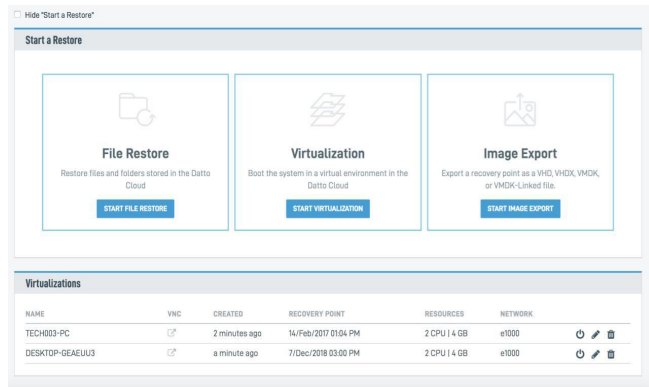 Hide "Start a Restore"
Start a Restore
File Restore
Restore files and folders stored in the Datto
Cloud
START FILE RESTORE
Virtualization
Boot the system in a virtual environment in the
Datto Cloud
START VIRTUALIZATION
Image Export
Export a recovery point as a VHD, VHDX, VMDK,
or VMDK-Linked file.
START IMAGE EXPORT
Virtualizations
NAME VNC CREATED RECOVERY POINT RESOURCES NETWORK
TECH003-PC 2 minutes ago 14/Feb/2017 01:04 PM 2 CPU | 4 GB e1000
DESKTOP-GEAEUU3 a minute ago 7/Dec/2018 03:00 PM 2 CPU | 4 GB e1000